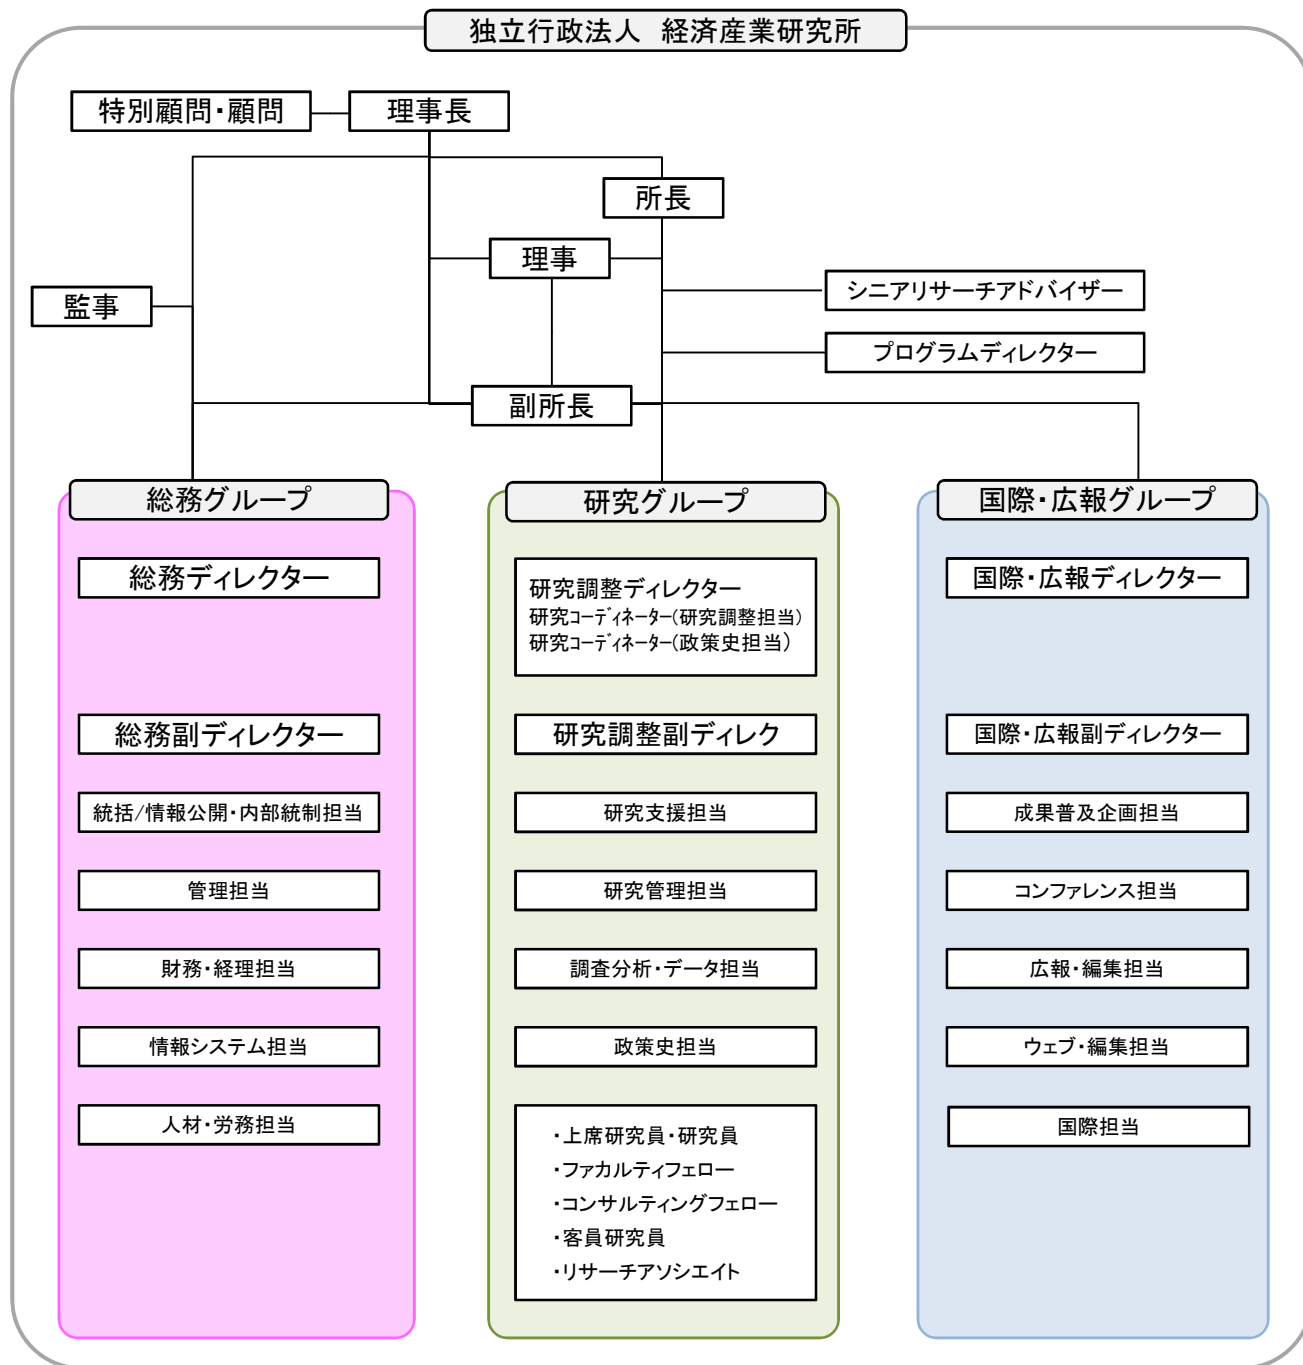 独立行政法人　経済産業研究所
特別顧問・顧問
理事長
所長
理事
監事
シニアリサーチアドバイザー
プログラムディレクター
副所長
総務グループ
総務ディレクター
総務副ディレクター
統括/情報公開・内部統制担当
管理担当
財務・経理担当
情報システム担当
人材・労務担当
研究グループ
研究調整ディレクター
研究コーディネーター(研究調整担当)
研究コーディネーター(政策史担当)
研究調整副ディレク
研究支援担当
研究管理担当
調査分析・データ担当
政策史担当
・上席研究員・研究員
・ファカルティフェロー
・コンサルティングフェロー
・客員研究員
・リサーチアソシエイト
国際・広報グループ
国際・広報ディレクター
国際・広報副ディレクター
成果普及企画担当
コンファレンス担当
広報・編集担当
ウェブ・編集担当
国際担当